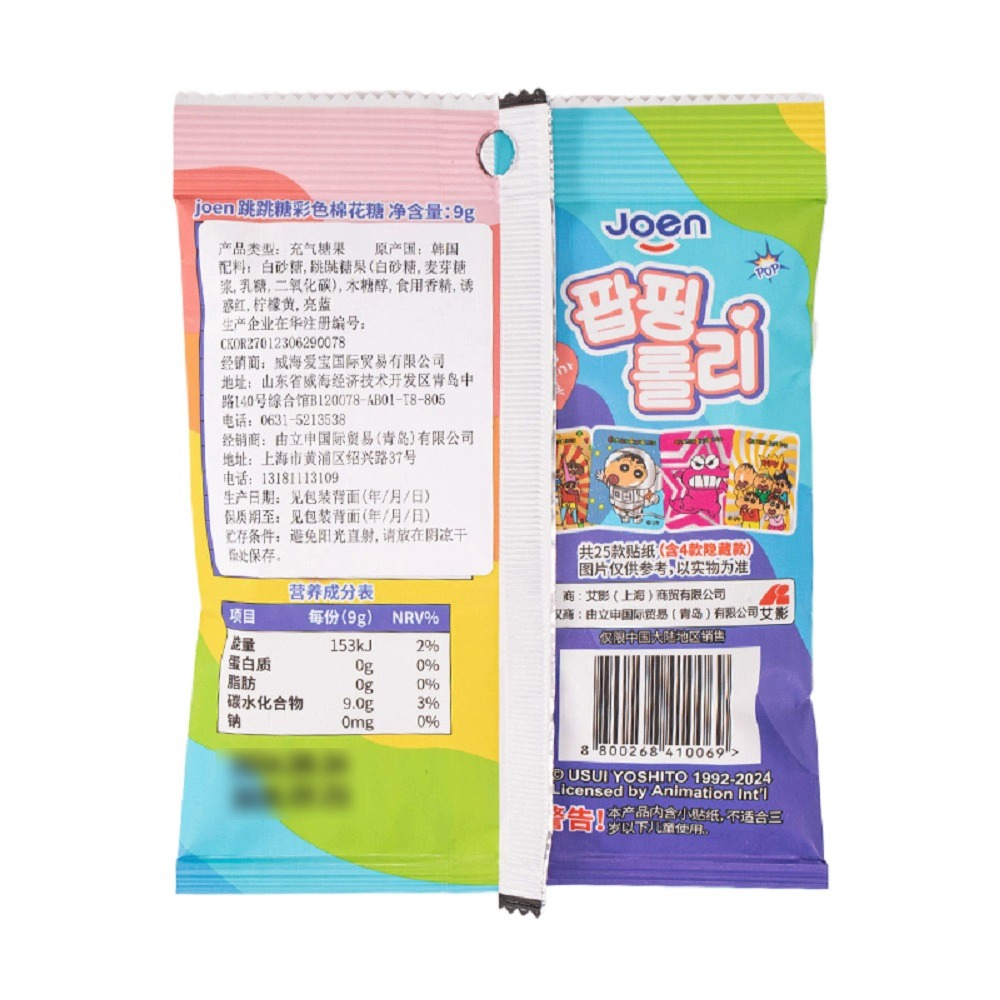 joen 跳跳糖彩色棉花糖 净含量：9g
产品类型：充气糖果 原产国：韩国
配料：白砂糖,跳跳糖果(白砂糖,麦芽糖
浆,乳糖,二氧化碳),木糖醇,食用香精,诱
惑红,柠檬黄,亮蓝
生产企业在华注册编号：
CKOR27012306290078
经销商：威海爱宝国际贸易有限公司
地址：山东省威海经济技术开发区青岛中
路140号综合馆B120078-AB01-T8-805
电话：0631-5213538
经销商：由立申国际贸易(青岛)有限公司
地址：上海市黄浦区绍兴路37号
电话：13181113109
生产日期：见包装背面(年/月/日)
保质期至：见包装背面(年/月/日)
贮存条件：避免阳光直射,请放在阴凉干
燥处保存。
营养成分表
项目 每份(9g) NRV%
能量 153kJ 2%
蛋白质 0g 0%
脂肪 0g 0%
碳水化合物 9.0g 3%
钠 0mg 0%
Joen
POP
팝핑
롤리
共25款贴纸(含4款隐藏款)
图片仅供参考,以实物为准
商：艾影（上海）商贸有限公司
商：由立申国际贸易（青岛）有限公司 艾影
仅限中国大陆地区销售
8 800268 410069 >
© USUI YOSHITO 1992-2024
Licensed by Animation Int'l
警告! 本产品内含小贴纸,不适合三
岁以下儿童使用。